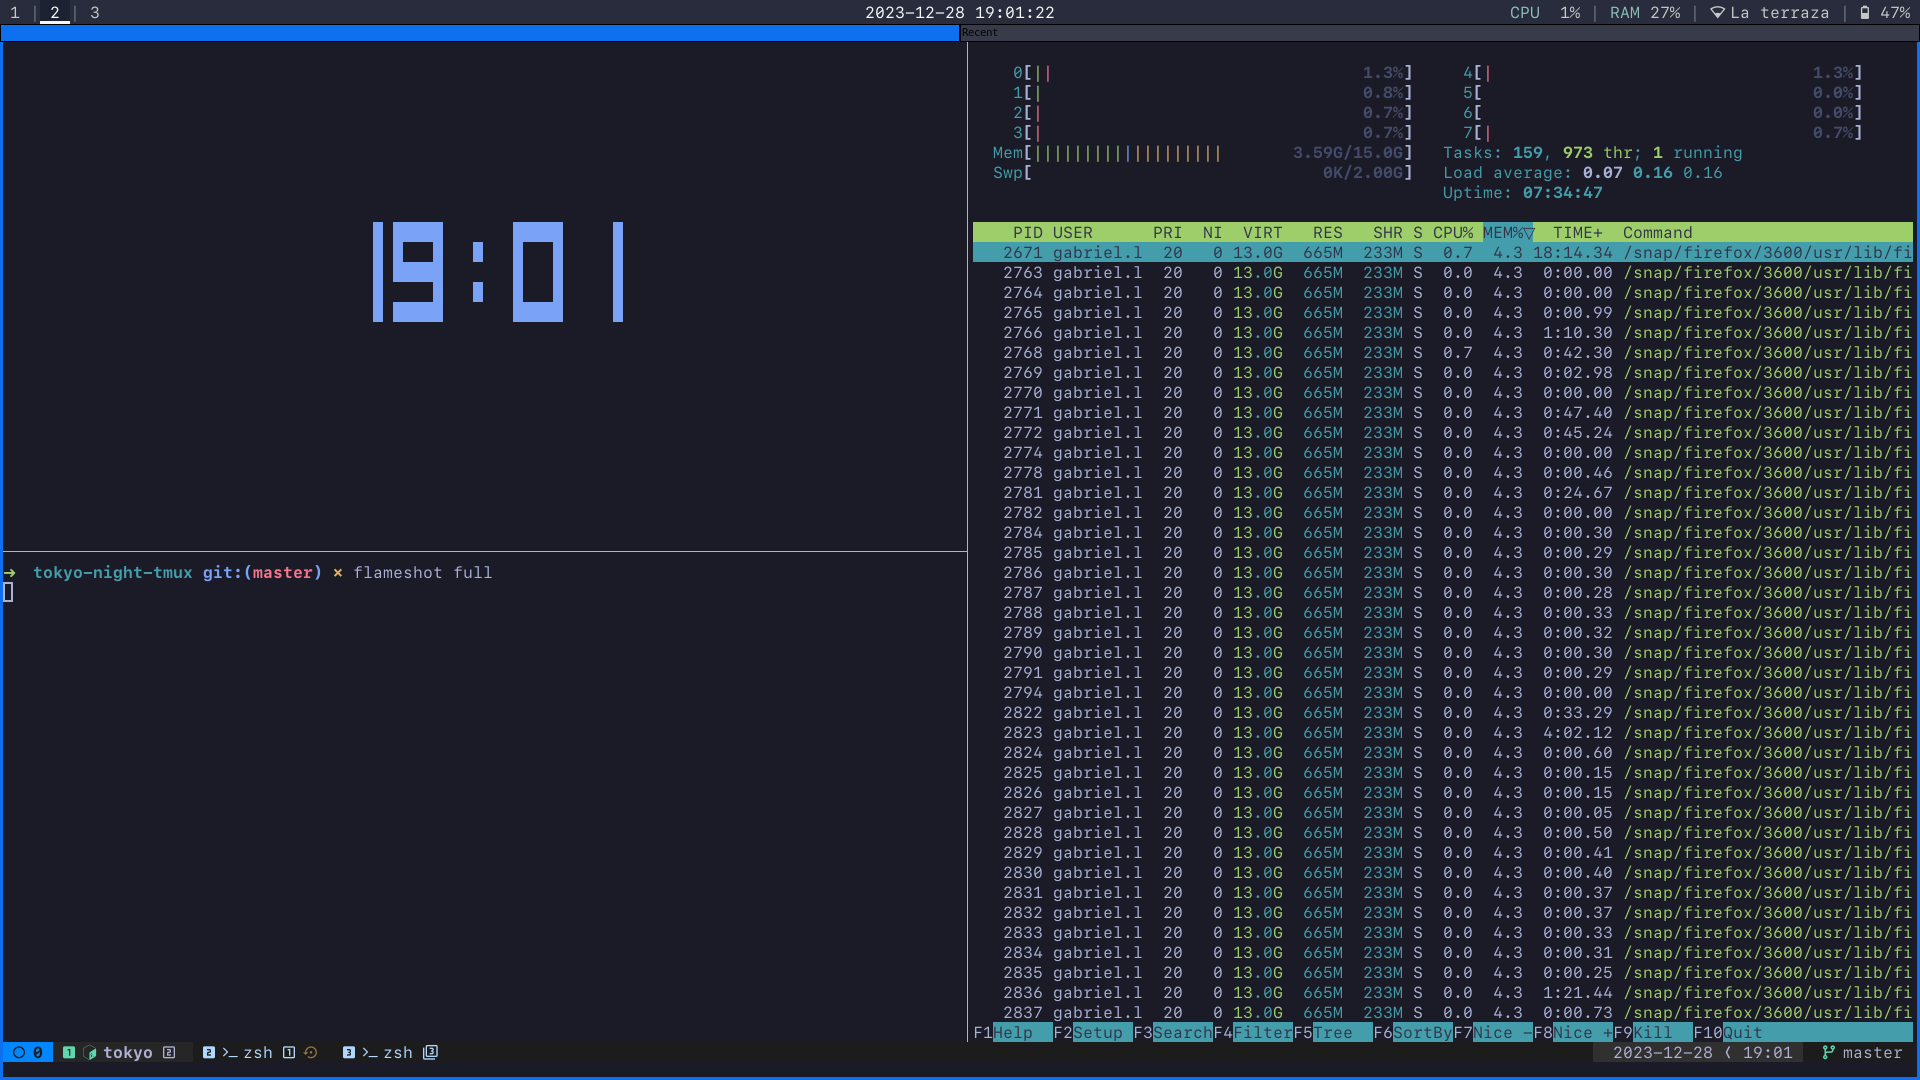 1 | 2 | 3
2023-12-28 19:01:22
CPU 1% | RAM 27% | La terraza | 47%
Recent
19:01
➜ tokyo-night-tmux git:(master) × flameshot full
0[|| 1.3%] 4[| 1.3%]
1[| 0.8%] 5[ 0.0%]
2[| 0.7%] 6[ 0.0%]
3[| 0.7%] 7[| 0.7%]
Mem[||||||||||||||||||| 3.59G/15.0G] Tasks: 159, 973 thr; 1 running
Swp[ 0K/2.00G] Load average: 0.07 0.16 0.16
Uptime: 07:34:47
PID USER PRI NI VIRT RES SHR S CPU% MEM%▽ TIME+ Command
2671 gabriel.l 20 0 13.0G 665M 233M S 0.7 4.3 18:14.34 /snap/firefox/3600/usr/lib/fi
2763 gabriel.l 20 0 13.0G 665M 233M S 0.0 4.3 0:00.00 /snap/firefox/3600/usr/lib/fi
2764 gabriel.l 20 0 13.0G 665M 233M S 0.0 4.3 0:00.00 /snap/firefox/3600/usr/lib/fi
2765 gabriel.l 20 0 13.0G 665M 233M S 0.0 4.3 0:00.99 /snap/firefox/3600/usr/lib/fi
2766 gabriel.l 20 0 13.0G 665M 233M S 0.0 4.3 1:10.30 /snap/firefox/3600/usr/lib/fi
2768 gabriel.l 20 0 13.0G 665M 233M S 0.7 4.3 0:42.30 /snap/firefox/3600/usr/lib/fi
2769 gabriel.l 20 0 13.0G 665M 233M S 0.0 4.3 0:02.98 /snap/firefox/3600/usr/lib/fi
2770 gabriel.l 20 0 13.0G 665M 233M S 0.0 4.3 0:00.00 /snap/firefox/3600/usr/lib/fi
2771 gabriel.l 20 0 13.0G 665M 233M S 0.0 4.3 0:47.40 /snap/firefox/3600/usr/lib/fi
2772 gabriel.l 20 0 13.0G 665M 233M S 0.0 4.3 0:45.24 /snap/firefox/3600/usr/lib/fi
2774 gabriel.l 20 0 13.0G 665M 233M S 0.0 4.3 0:00.00 /snap/firefox/3600/usr/lib/fi
2778 gabriel.l 20 0 13.0G 665M 233M S 0.0 4.3 0:00.46 /snap/firefox/3600/usr/lib/fi
2781 gabriel.l 20 0 13.0G 665M 233M S 0.0 4.3 0:24.67 /snap/firefox/3600/usr/lib/fi
2782 gabriel.l 20 0 13.0G 665M 233M S 0.0 4.3 0:00.00 /snap/firefox/3600/usr/lib/fi
2784 gabriel.l 20 0 13.0G 665M 233M S 0.0 4.3 0:00.30 /snap/firefox/3600/usr/lib/fi
2785 gabriel.l 20 0 13.0G 665M 233M S 0.0 4.3 0:00.29 /snap/firefox/3600/usr/lib/fi
2786 gabriel.l 20 0 13.0G 665M 233M S 0.0 4.3 0:00.30 /snap/firefox/3600/usr/lib/fi
2787 gabriel.l 20 0 13.0G 665M 233M S 0.0 4.3 0:00.28 /snap/firefox/3600/usr/lib/fi
2788 gabriel.l 20 0 13.0G 665M 233M S 0.0 4.3 0:00.33 /snap/firefox/3600/usr/lib/fi
2789 gabriel.l 20 0 13.0G 665M 233M S 0.0 4.3 0:00.32 /snap/firefox/3600/usr/lib/fi
2790 gabriel.l 20 0 13.0G 665M 233M S 0.0 4.3 0:00.30 /snap/firefox/3600/usr/lib/fi
2791 gabriel.l 20 0 13.0G 665M 233M S 0.0 4.3 0:00.29 /snap/firefox/3600/usr/lib/fi
2794 gabriel.l 20 0 13.0G 665M 233M S 0.0 4.3 0:00.00 /snap/firefox/3600/usr/lib/fi
2822 gabriel.l 20 0 13.0G 665M 233M S 0.0 4.3 0:33.29 /snap/firefox/3600/usr/lib/fi
2823 gabriel.l 20 0 13.0G 665M 233M S 0.0 4.3 4:02.12 /snap/firefox/3600/usr/lib/fi
2824 gabriel.l 20 0 13.0G 665M 233M S 0.0 4.3 0:00.60 /snap/firefox/3600/usr/lib/fi
2825 gabriel.l 20 0 13.0G 665M 233M S 0.0 4.3 0:00.15 /snap/firefox/3600/usr/lib/fi
2826 gabriel.l 20 0 13.0G 665M 233M S 0.0 4.3 0:00.15 /snap/firefox/3600/usr/lib/fi
2827 gabriel.l 20 0 13.0G 665M 233M S 0.0 4.3 0:00.05 /snap/firefox/3600/usr/lib/fi
2828 gabriel.l 20 0 13.0G 665M 233M S 0.0 4.3 0:00.50 /snap/firefox/3600/usr/lib/fi
2829 gabriel.l 20 0 13.0G 665M 233M S 0.0 4.3 0:00.41 /snap/firefox/3600/usr/lib/fi
2830 gabriel.l 20 0 13.0G 665M 233M S 0.0 4.3 0:00.40 /snap/firefox/3600/usr/lib/fi
2831 gabriel.l 20 0 13.0G 665M 233M S 0.0 4.3 0:00.37 /snap/firefox/3600/usr/lib/fi
2832 gabriel.l 20 0 13.0G 665M 233M S 0.0 4.3 0:00.37 /snap/firefox/3600/usr/lib/fi
2833 gabriel.l 20 0 13.0G 665M 233M S 0.0 4.3 0:00.33 /snap/firefox/3600/usr/lib/fi
2834 gabriel.l 20 0 13.0G 665M 233M S 0.0 4.3 0:00.31 /snap/firefox/3600/usr/lib/fi
2835 gabriel.l 20 0 13.0G 665M 233M S 0.0 4.3 0:00.25 /snap/firefox/3600/usr/lib/fi
2836 gabriel.l 20 0 13.0G 665M 233M S 0.0 4.3 1:21.44 /snap/firefox/3600/usr/lib/fi
2837 gabriel.l 20 0 13.0G 665M 233M S 0.0 4.3 0:00.73 /snap/firefox/3600/usr/lib/fi
F1Help F2Setup F3SearchF4FilterF5Tree F6SortByF7Nice -F8Nice +F9Kill F10Quit
0 1 tokyo 2 2 >_ zsh 1 3 >_ zsh 3
2023-12-28 ❬ 19:01 master